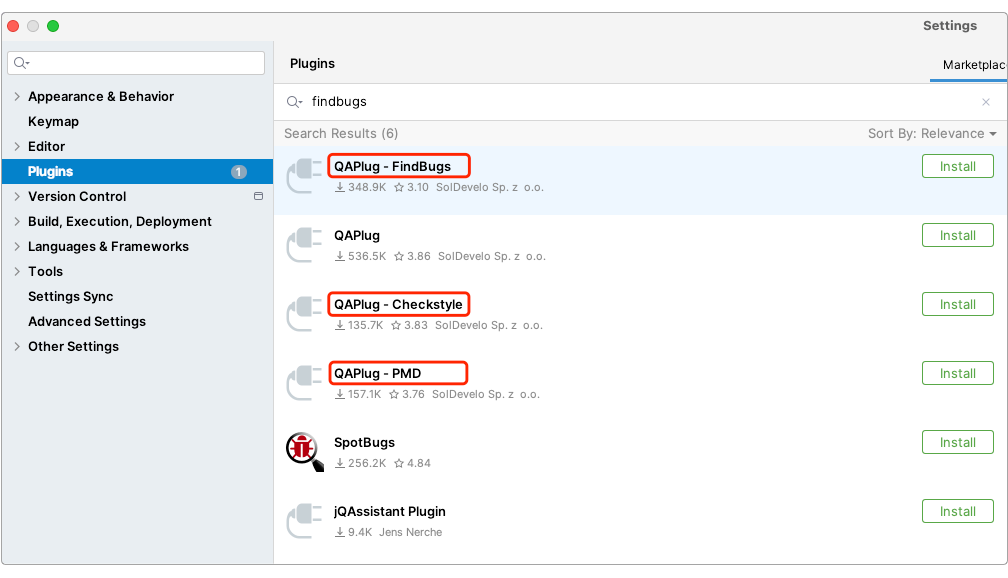 Settings
Appearance & Behavior
Keymap
Editor
Plugins 1
Version Control
Build, Execution, Deployment
Languages & Frameworks
Tools
Settings Sync
Advanced Settings
Other Settings
Plugins
Marketplac
findbugs
Search Results (6) Sort By: Relevance
QAPlug - FindBugs Install
348.9K 3.10 SolDevelo Sp. z o.o.
QAPlug Install
536.5K 3.86 SolDevelo Sp. z o.o.
QAPlug - Checkstyle Install
135.7K 3.83 SolDevelo Sp. z o.o.
QAPlug - PMD Install
157.1K 3.76 SolDevelo Sp. z o.o.
SpotBugs Install
256.2K 4.84
jQAssistant Plugin Install
9.4K Jens Nerche